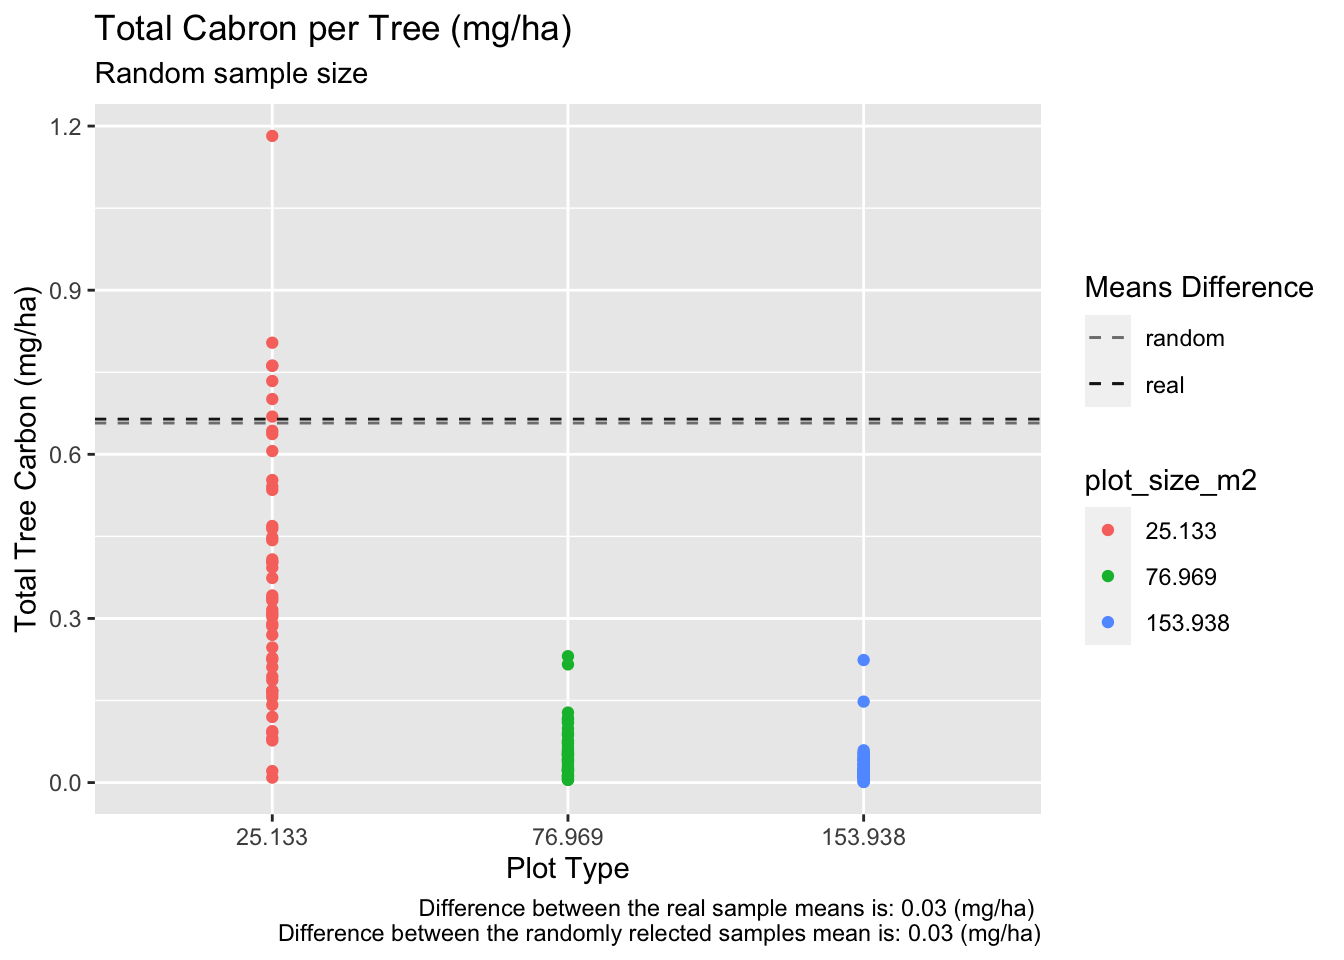 Total Cabron per Tree (mg/ha)
Random sample size
1.2
0.9
0.6
0.3
0.0
Total Tree Carbon (mg/ha)
25.133
76.969
153.938
Plot Type
Means Difference
random
real
plot_size_m2
25.133
76.969
153.938
Difference between the real sample means is: 0.03 (mg/ha)
Difference between the randomly relected samples mean is: 0.03 (mg/ha)